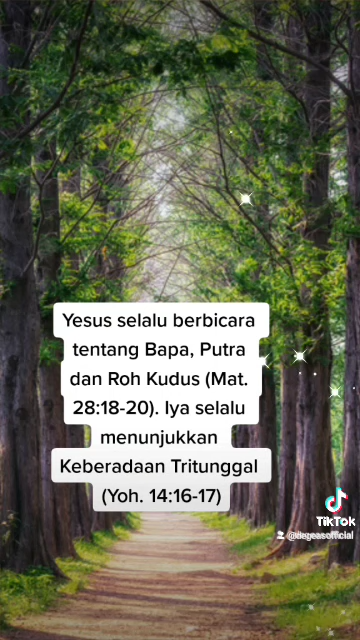 Yesus selalu berbicara
tentang Bapa, Putra
dan Roh Kudus (Mat.
28:18-20). Iya selalu
menunjukkan
Keberadaan Tritunggal
(Yoh. 14:16-17)
TikTok